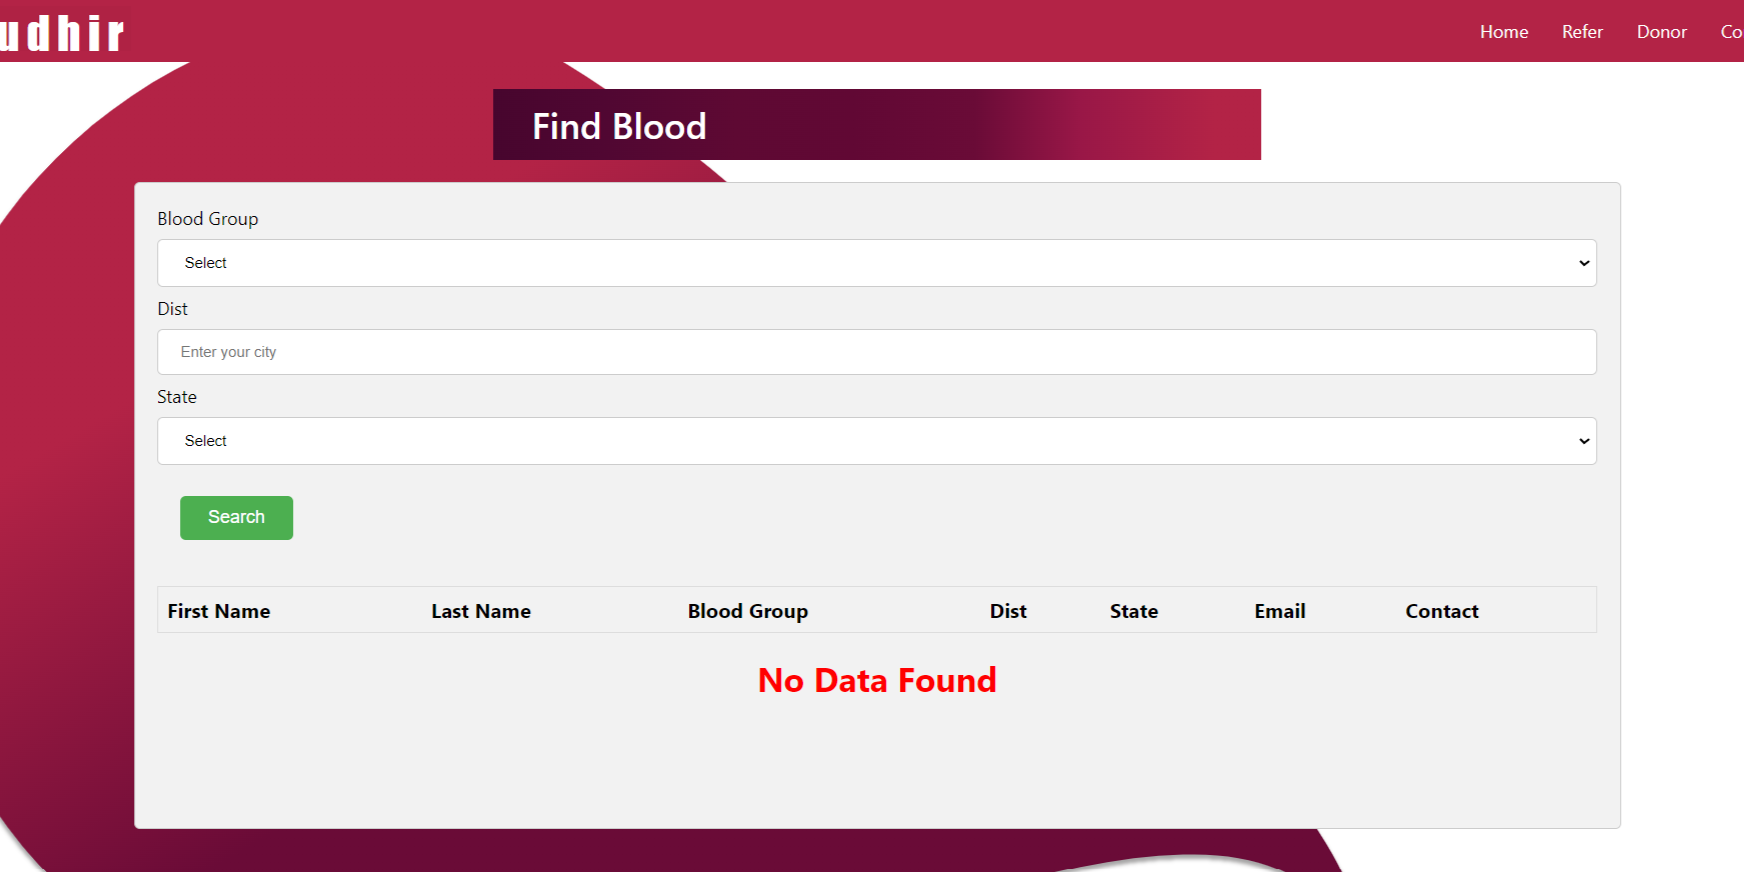 udhir
Home Refer Donor Co
Find Blood
Blood Group
Select
Dist
Enter your city
State
Select
Search
First Name Last Name Blood Group Dist State Email Contact
No Data Found